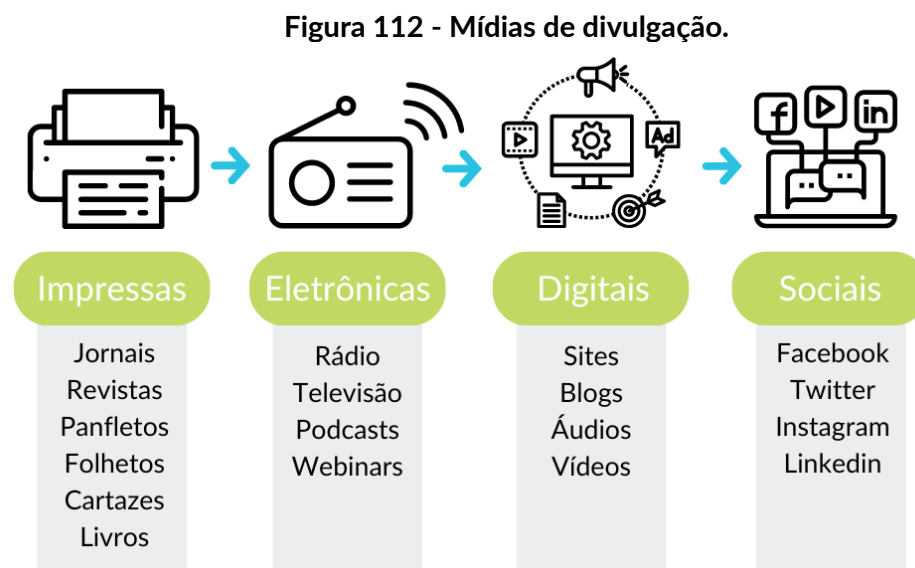 Figura 112 - Mídias de divulgação.
Ad
f
in
Impressas
Jornais
Revistas
Panfletos
Folhetos
Cartazes
Livros
Eletrônicas
Rádio
Televisão
Podcasts
Webinars
Digitais
Sites
Blogs
Áudios
Vídeos
Sociais
Facebook
Twitter
Instagram
Linkedin